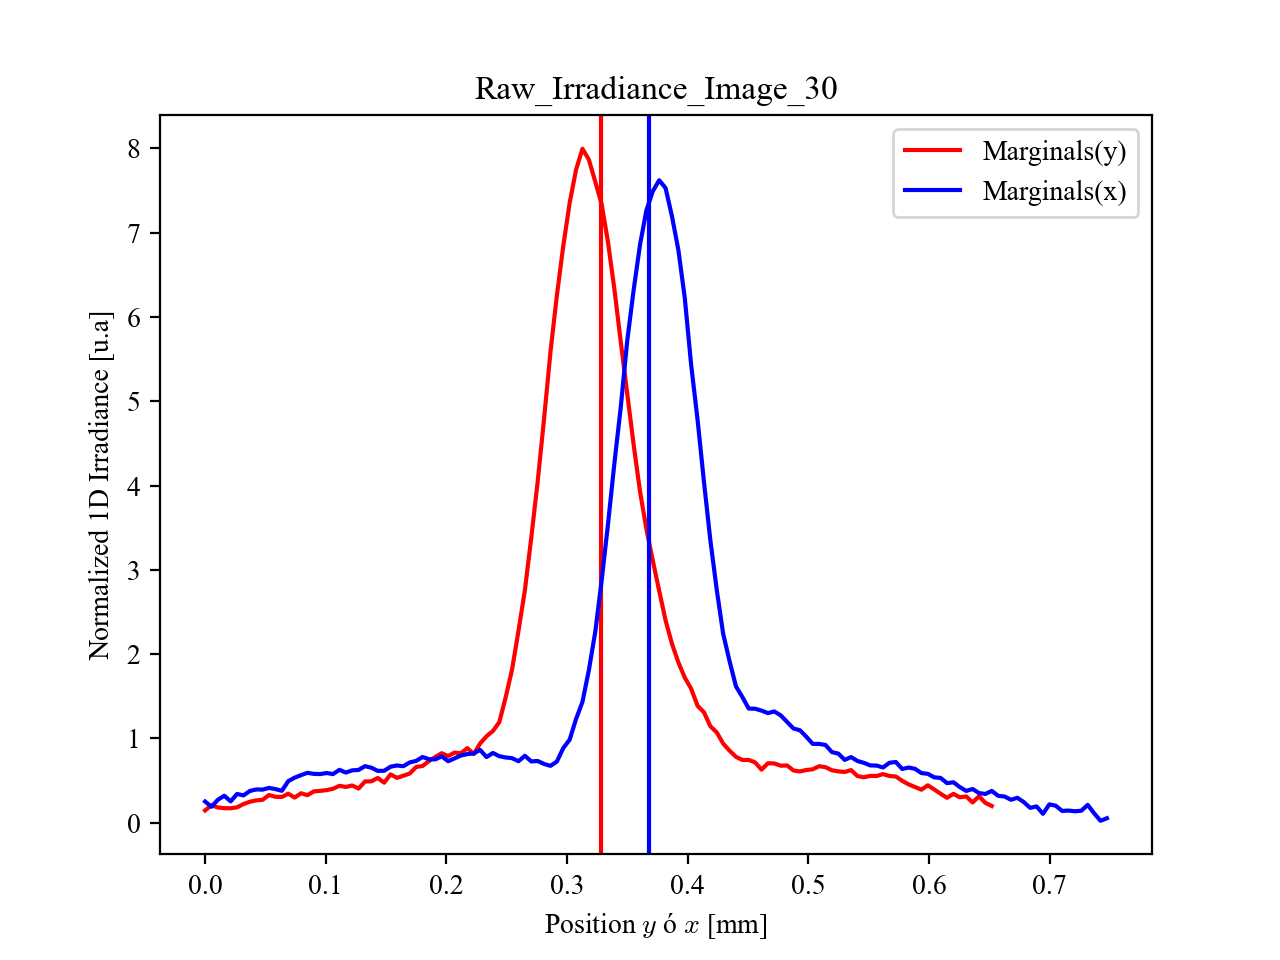 Raw_Irradiance_Image_30
Marginals(y)
Marginals(x)
Normalized 1D Irradiance [u.a]
8
7
6
5
4
3
2
1
0
0.0 0.1 0.2 0.3 0.4 0.5 0.6 0.7
Position y ó x [mm]